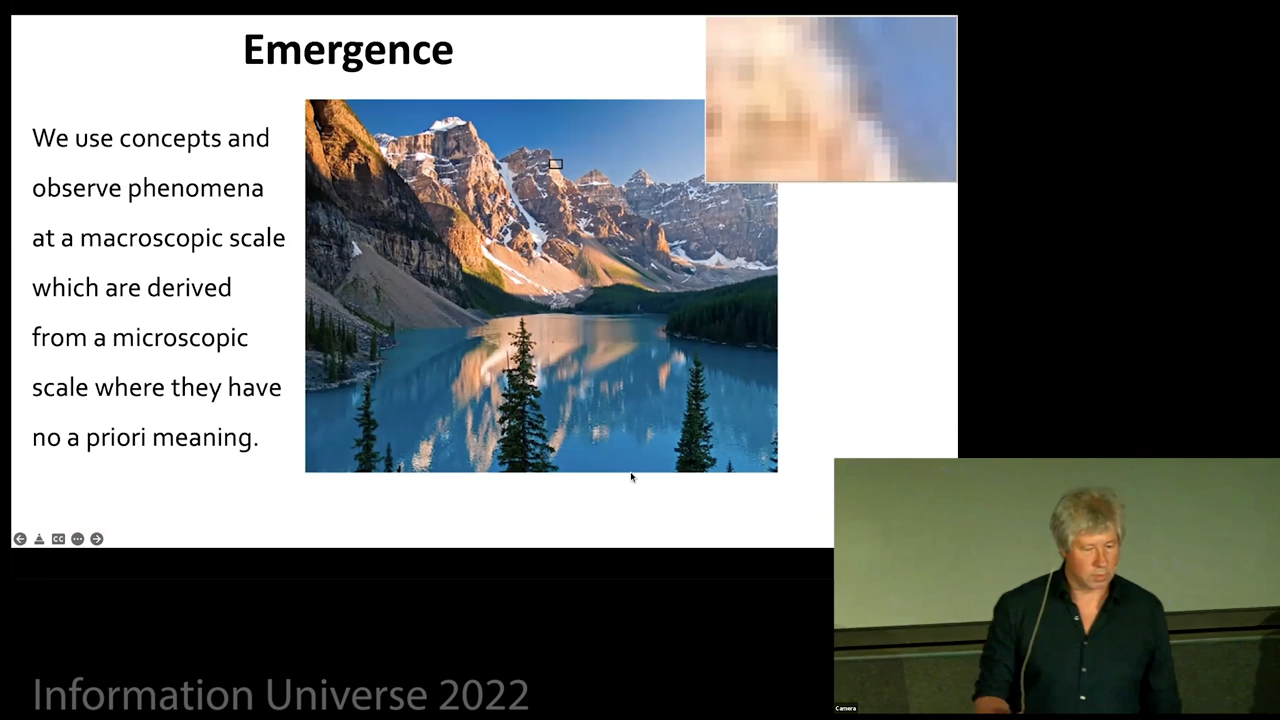 Emergence
We use concepts and
observe phenomena
at a macroscopic scale
which are derived
from a microscopic
scale where they have
no a priori meaning.
CC
Camera
Information Universe 2022